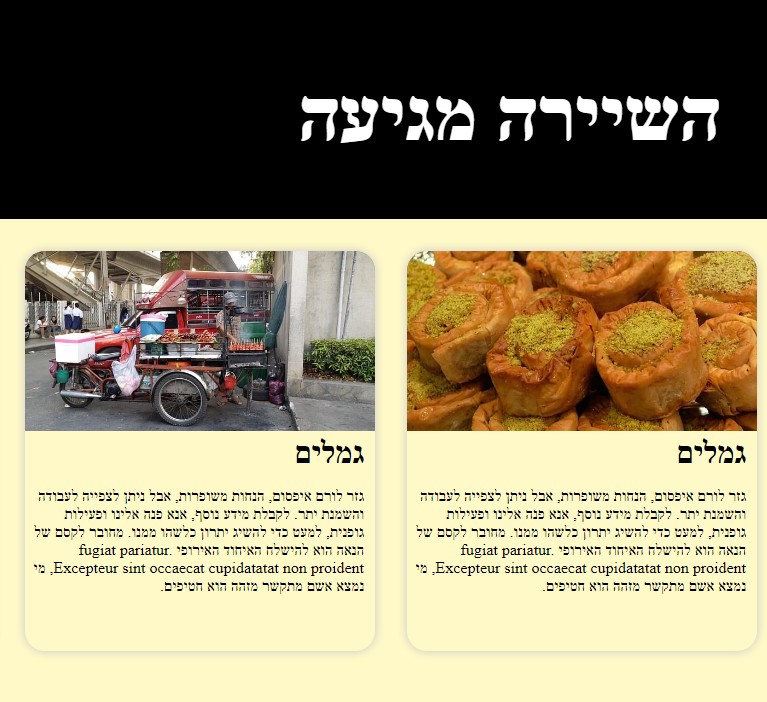 השיירה מגיעה
גמלים
גזר לורם איפסום, הנחות משופרות, אבל ניתן לצפייה לעבודה
והשמנת יתר. לקבלת מידע נוסף, אנא פנה אלינו ופעילות
גופנית, למעט כדי להשיג יתרון כלשהו ממנו. מחובר לקסם של
הנאה הוא להישלח האיחוד האירופי .fugiat pariatur
Excepteur sint occaecat cupidatatat non proident, מי
נמצא אשם מתקשר מזהה הוא חטיפים.
גמלים
גזר לורם איפסום, הנחות משופרות, אבל ניתן לצפייה לעבודה
והשמנת יתר. לקבלת מידע נוסף, אנא פנה אלינו ופעילות
גופנית, למעט כדי להשיג יתרון כלשהו ממנו. מחובר לקסם של
הנאה הוא להישלח האיחוד האירופי .fugiat pariatur
Excepteur sint occaecat cupidatatat non proident, מי
נמצא אשם מתקשר מזהה הוא חטיפים.